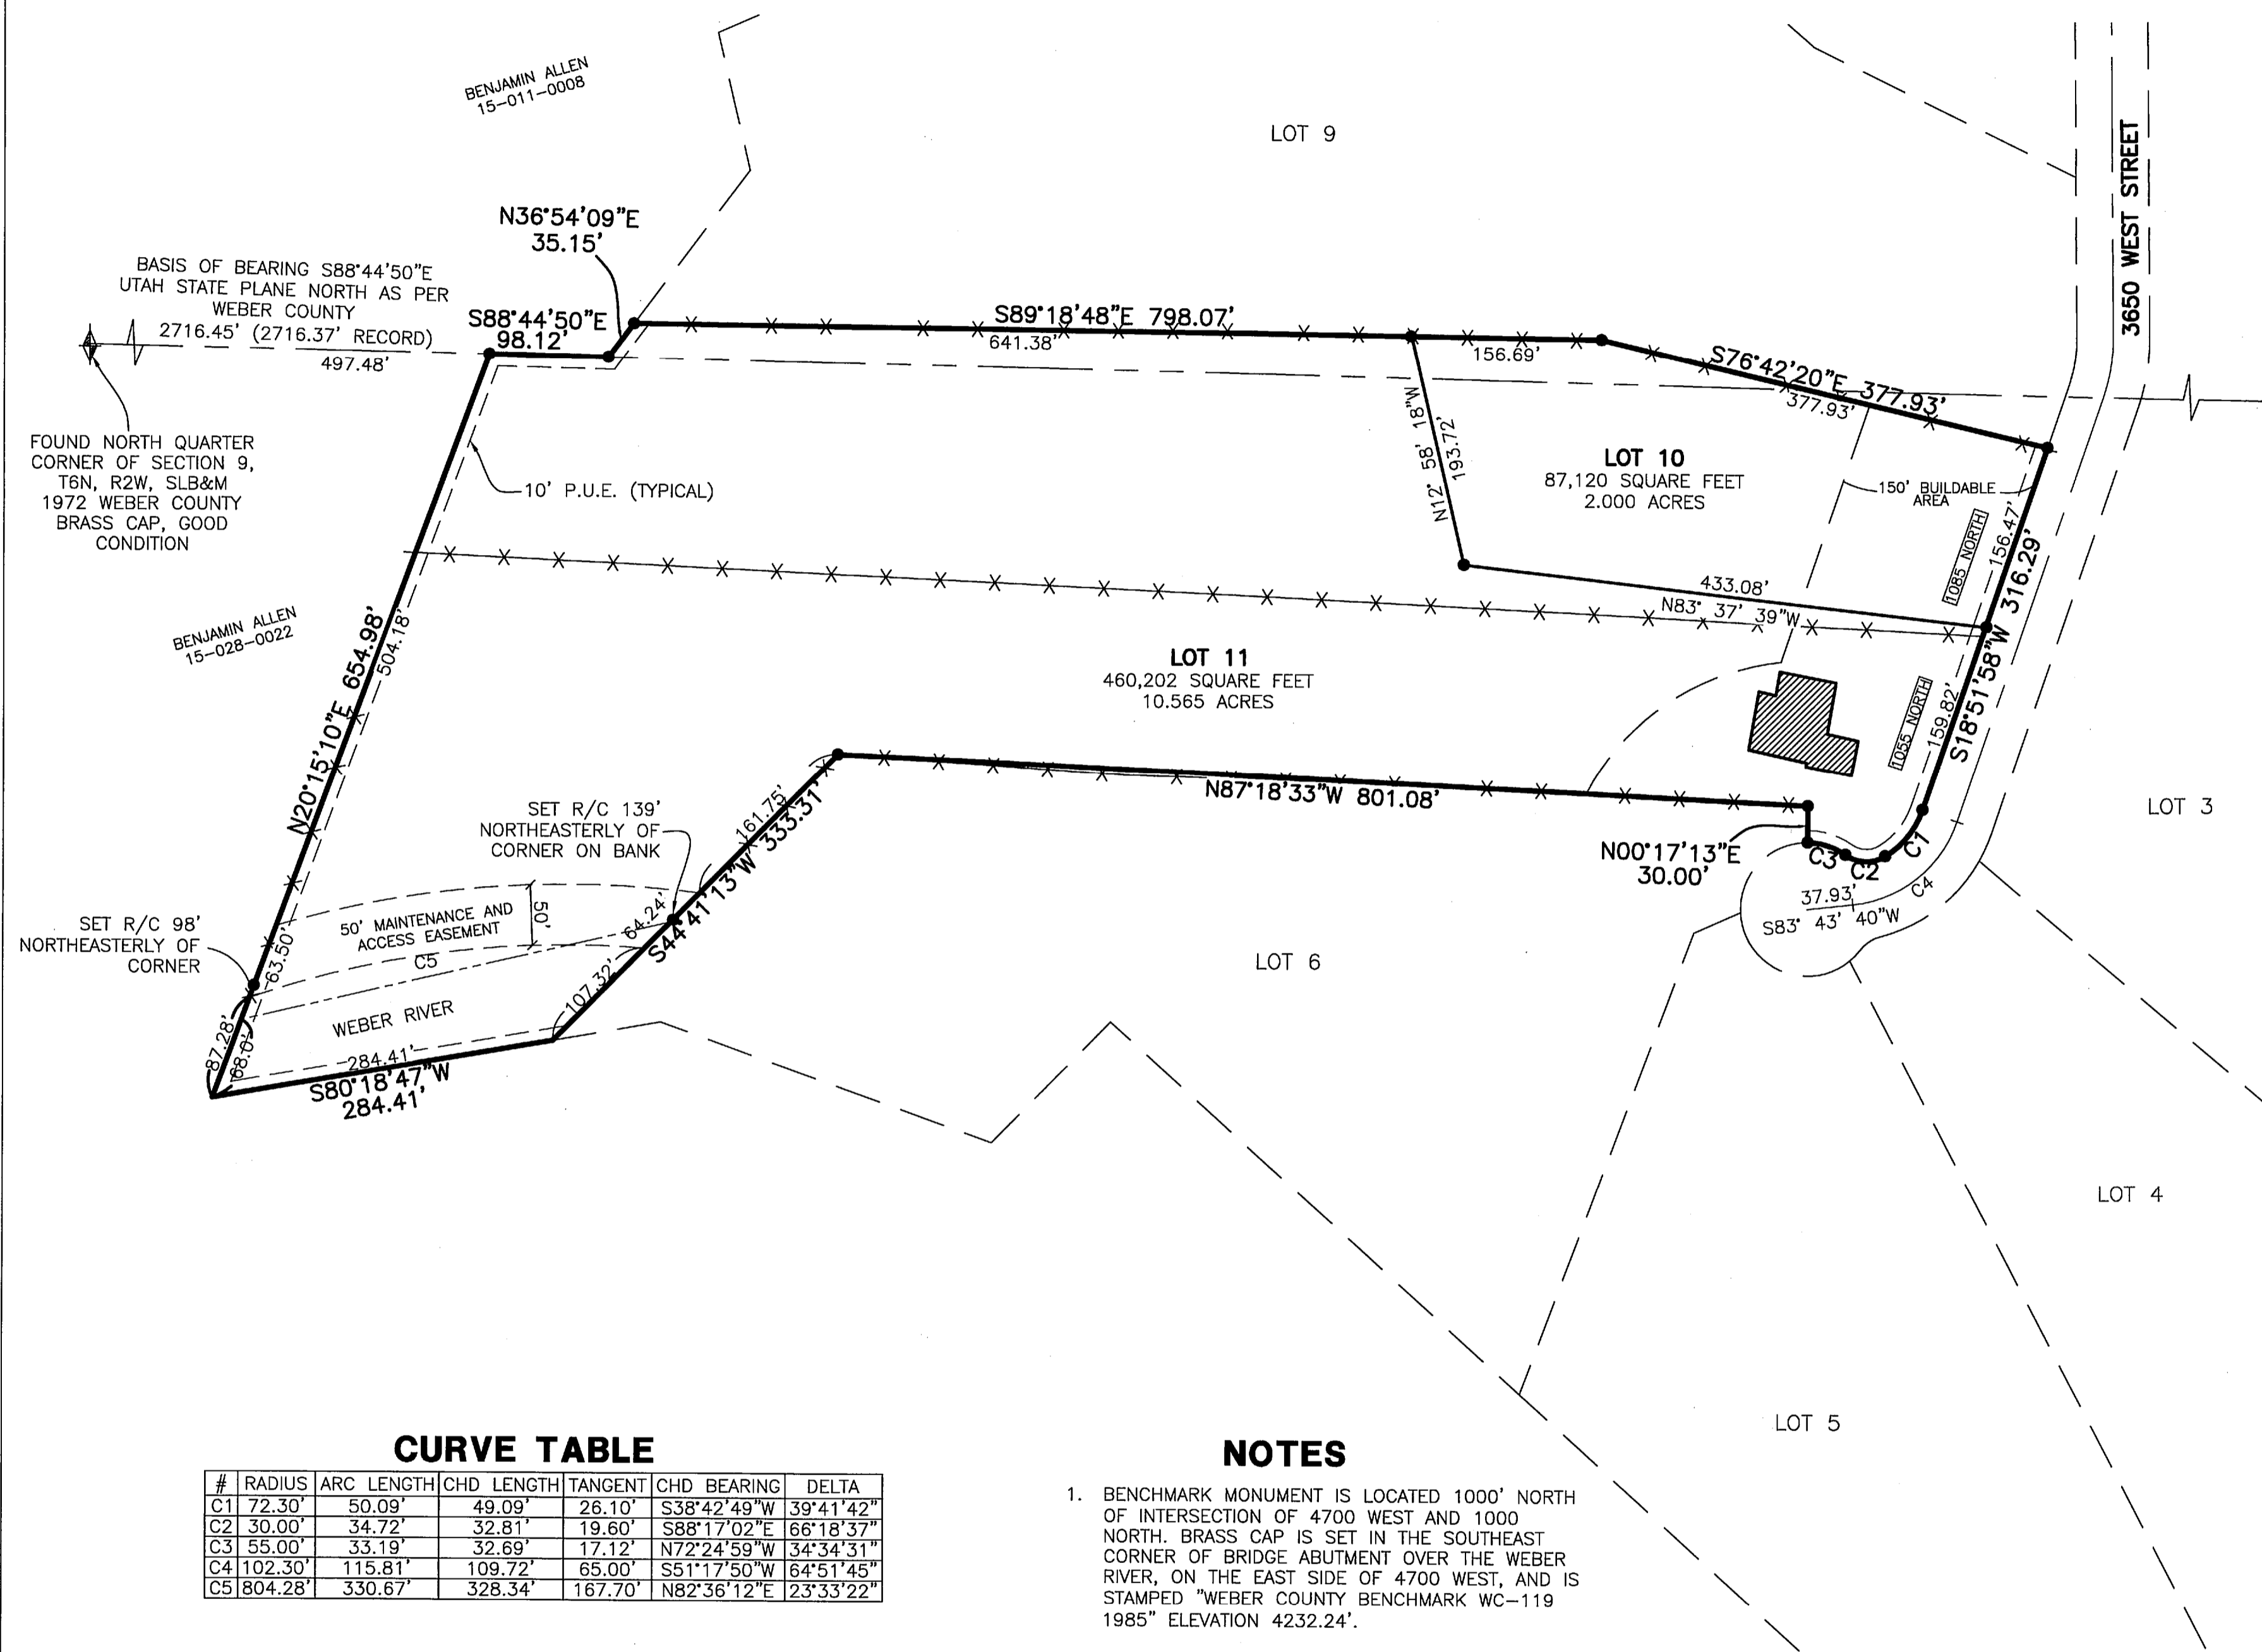 BENJAMIN ALLEN
15-011-0008
LOT 9
3650 WEST STREET
N36°54'09"E
35.15'
BASIS OF BEARING S88°44'50"E
UTAH STATE PLANE NORTH AS PER
WEBER COUNTY
2716.45' (2716.37' RECORD)
497.48'
S88°44'50"E
98.12'
S89°18'48"E 798.07'
641.38'
156.69'
S76°42'20"E 377.93'
377.93'
FOUND NORTH QUARTER
CORNER OF SECTION 9,
T6N, R2W, SLB&M
1972 WEBER COUNTY
BRASS CAP, GOOD
CONDITION
10' P.U.E. (TYPICAL)
N12° 58' 18"W
193.72'
LOT 10
87,120 SQUARE FEET
2.000 ACRES
150' BUILDABLE
AREA
1085 NORTH
156.47'
S18°51'58"W 316.29'
433.08'
N83° 37' 39"W
BENJAMIN ALLEN
15-028-0022
N20°15'10"E 654.98'
504.18'
LOT 11
460,202 SQUARE FEET
10.565 ACRES
1055 NORTH
159.82'
N87°18'33"W 801.08'
LOT 3
SET R/C 139'
NORTHEASTERLY OF
CORNER ON BANK
161.75'
S44°41'13"W 333.31'
64.24'
107.32'
N00°17'13"E
30.00'
C3
C2
C1
C4
37.93'
S83° 43' 40"W
SET R/C 98'
NORTHEASTERLY OF
CORNER
50' MAINTENANCE AND
ACCESS EASEMENT
50'
C5
63.50'
WEBER RIVER
87.28'
68.0'
284.41'
S80°18'47"W
284.41'
LOT 6
LOT 4
LOT 5
CURVE TABLE
# RADIUS ARC LENGTH CHD LENGTH TANGENT CHD BEARING DELTA
C1 72.30' 50.09' 49.09' 26.10' S38°42'49"W 39°41'42"
C2 30.00' 34.72' 32.81' 19.60' S88°17'02"E 66°18'37"
C3 55.00' 33.19' 32.69' 17.12' N72°24'59"W 34°34'31"
C4 102.30' 115.81' 109.72' 65.00' S51°17'50"W 64°51'45"
C5 804.28' 330.67' 328.34' 167.70' N82°36'12"E 23°33'22"
NOTES
1. BENCHMARK MONUMENT IS LOCATED 1000' NORTH
OF INTERSECTION OF 4700 WEST AND 1000
NORTH. BRASS CAP IS SET IN THE SOUTHEAST
CORNER OF BRIDGE ABUTMENT OVER THE WEBER
RIVER, ON THE EAST SIDE OF 4700 WEST, AND IS
STAMPED "WEBER COUNTY BENCHMARK WC-119
1985" ELEVATION 4232.24'.